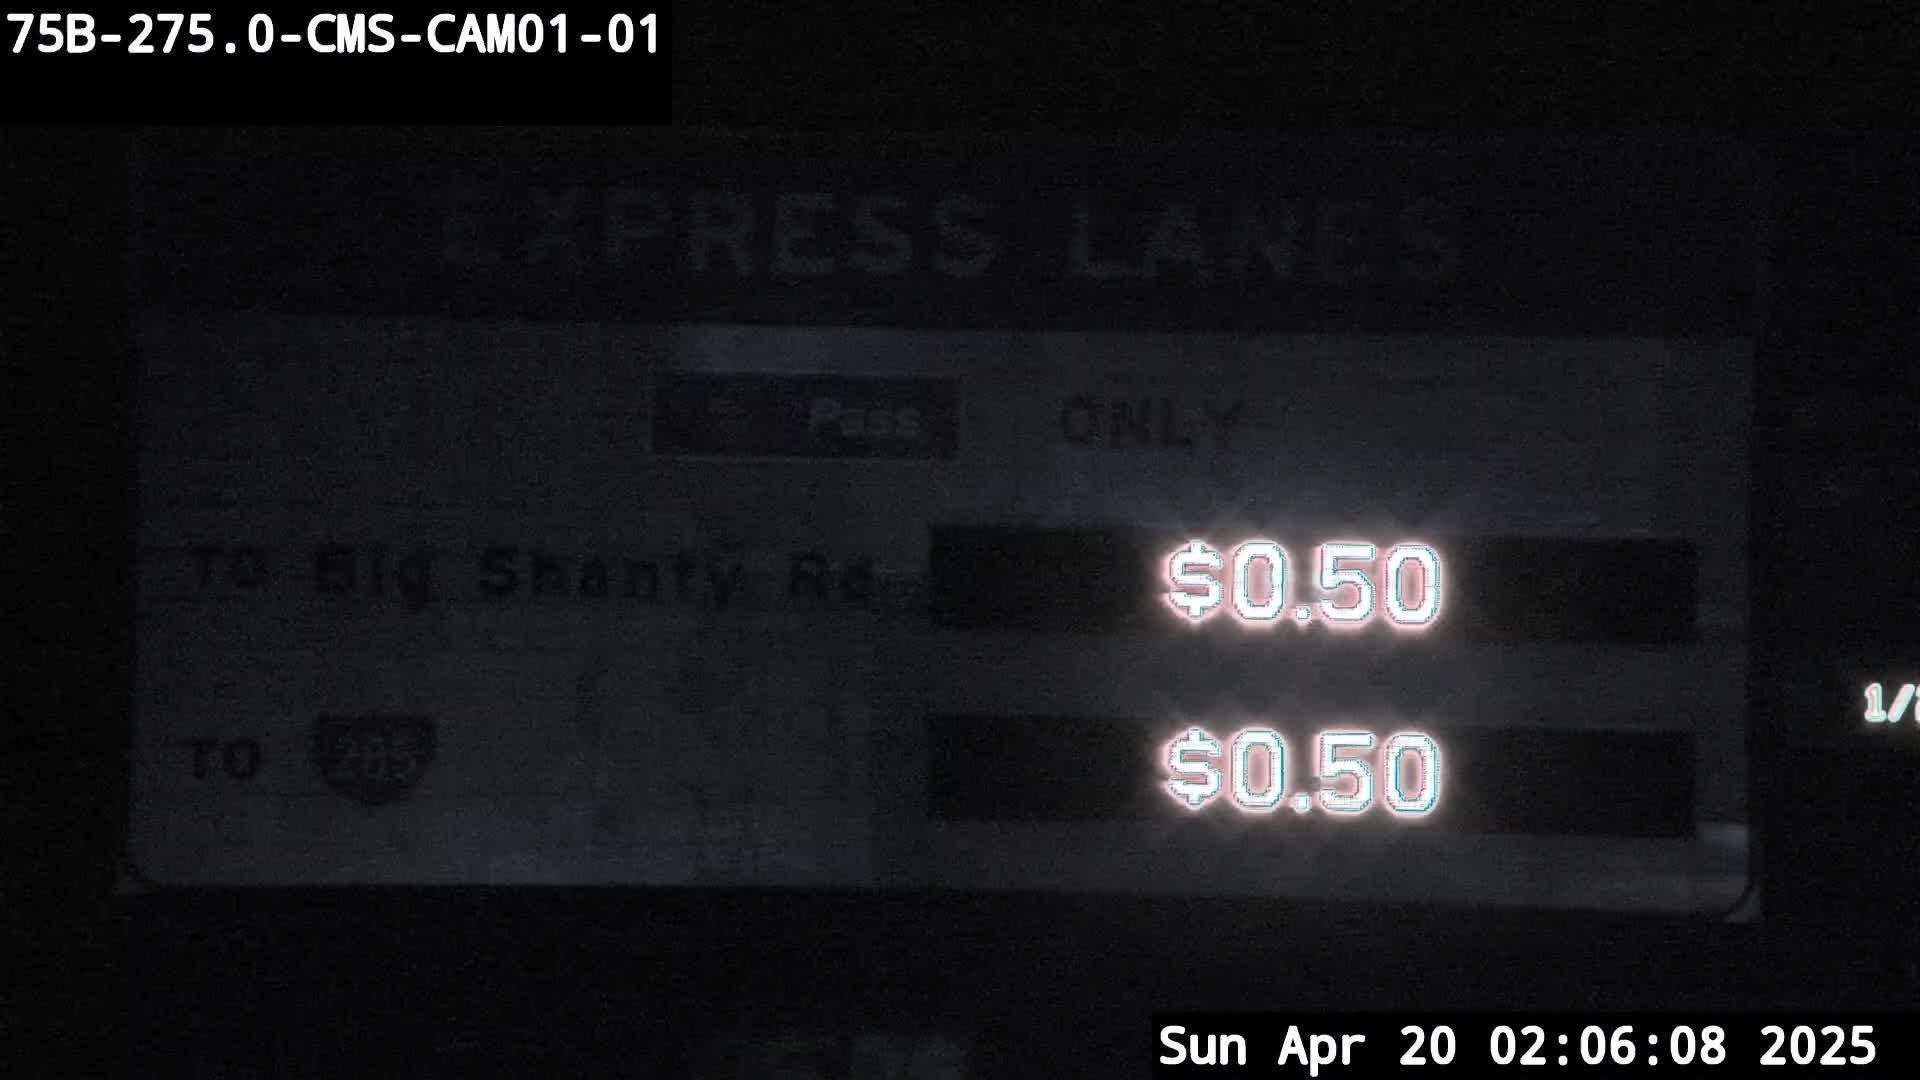 75B-275.0-CMS-CAM01-01
EXPRESS LANES
Pass ONLY
TO Big Shanty Rd $0.50
TO 285 $0.50
Sun Apr 20 02:06:08 2025